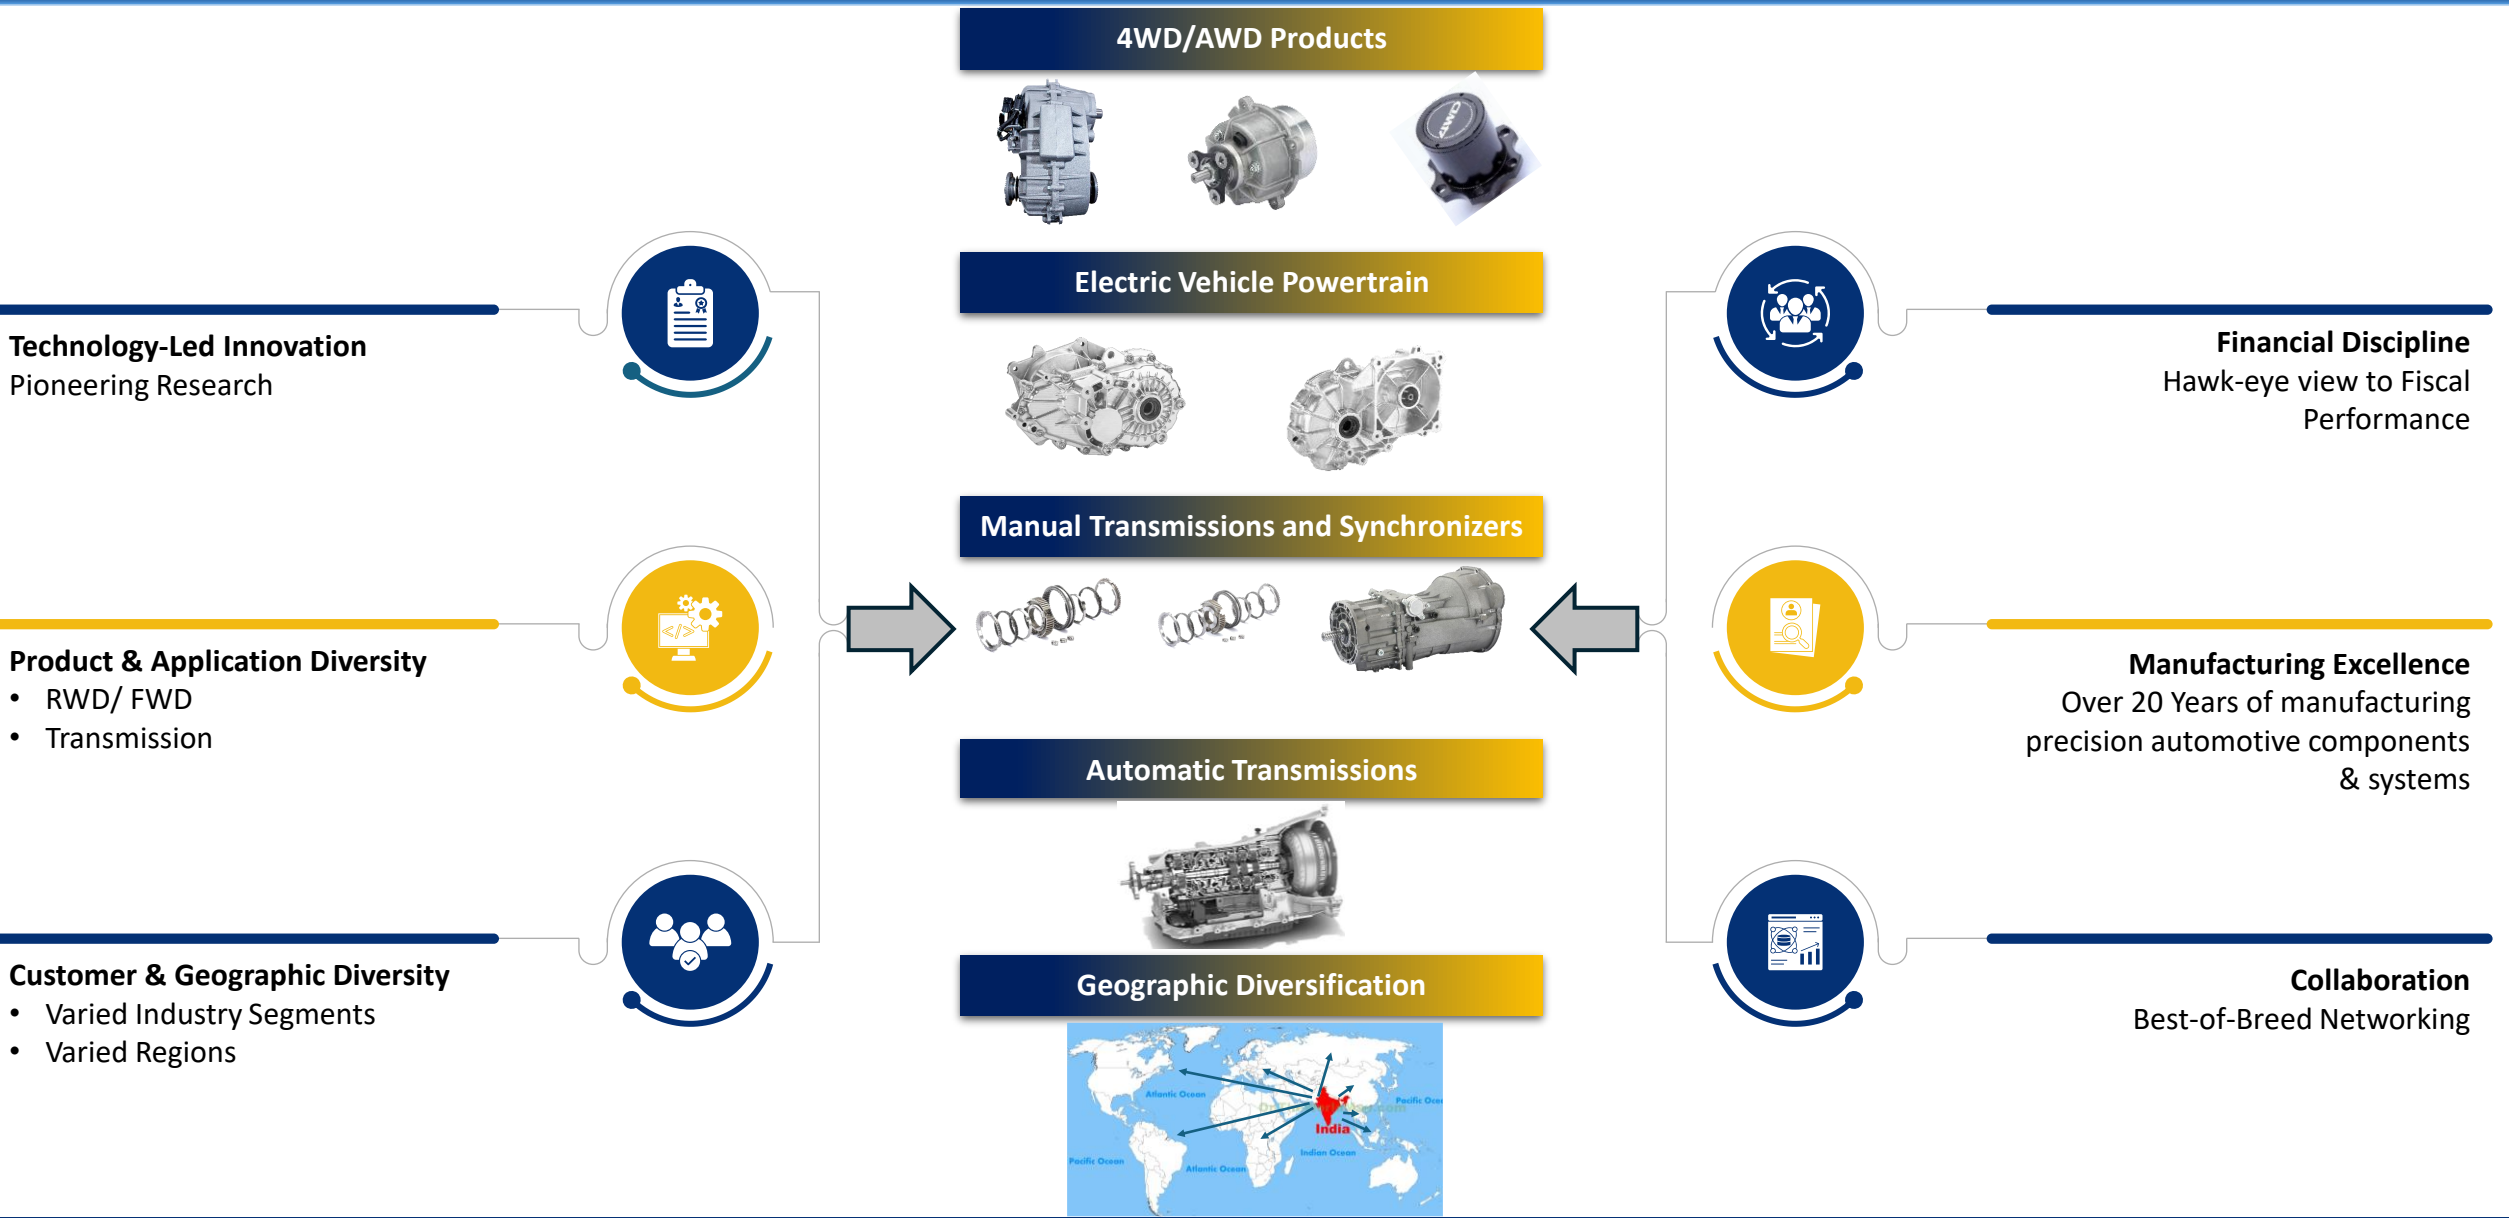 4WD/AWD Products
4WD
Electric Vehicle Powertrain
Technology-Led Innovation
Pioneering Research
Financial Discipline
Hawk-eye view to Fiscal
Performance
Manual Transmissions and Synchronizers
</>
Product & Application Diversity
• RWD/ FWD
• Transmission
Manufacturing Excellence
Over 20 Years of manufacturing
precision automotive components
& systems
Automatic Transmissions
Customer & Geographic Diversity
• Varied Industry Segments
• Varied Regions
Geographic Diversification
Collaboration
Best-of-Breed Networking
Atlantic Ocean
Pacific Ocean
India
Indian Ocean
Pacific Ocean
Atlantic Ocean